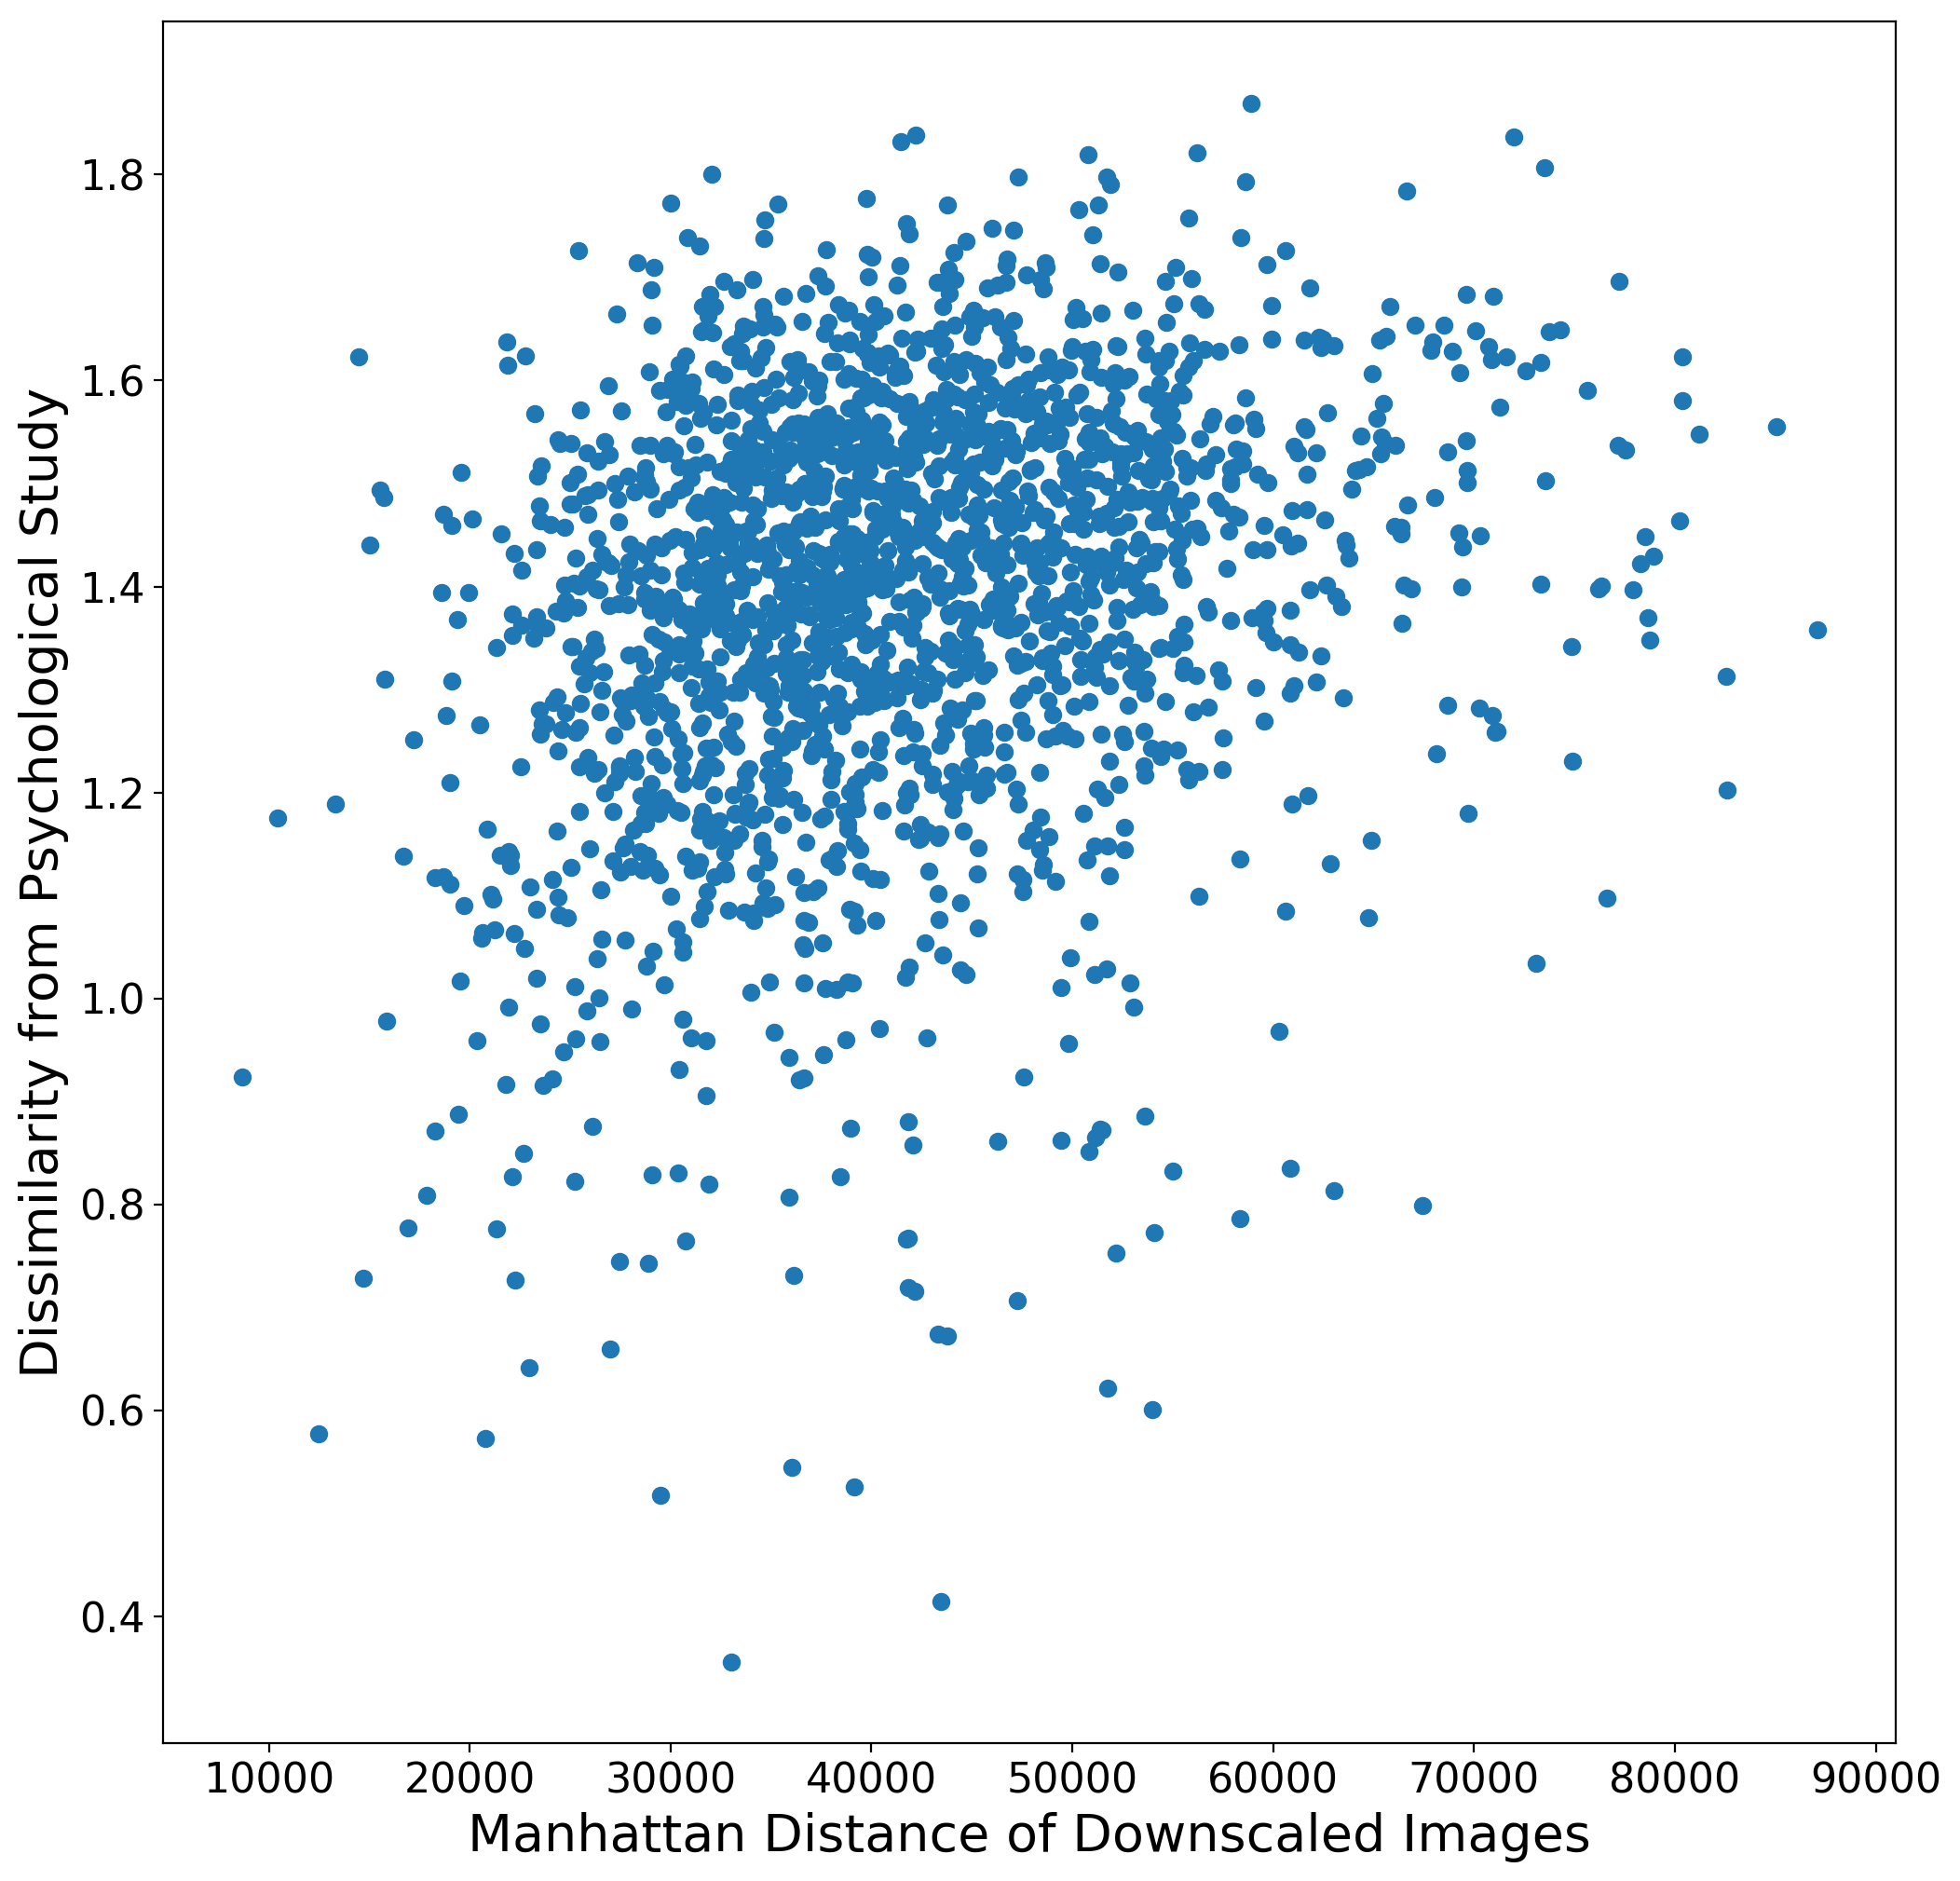 Dissimilarity from Psychological Study
1.8
1.6
1.4
1.2
1.0
0.8
0.6
0.4
10000 20000 30000 40000 50000 60000 70000 80000 90000
Manhattan Distance of Downscaled Images